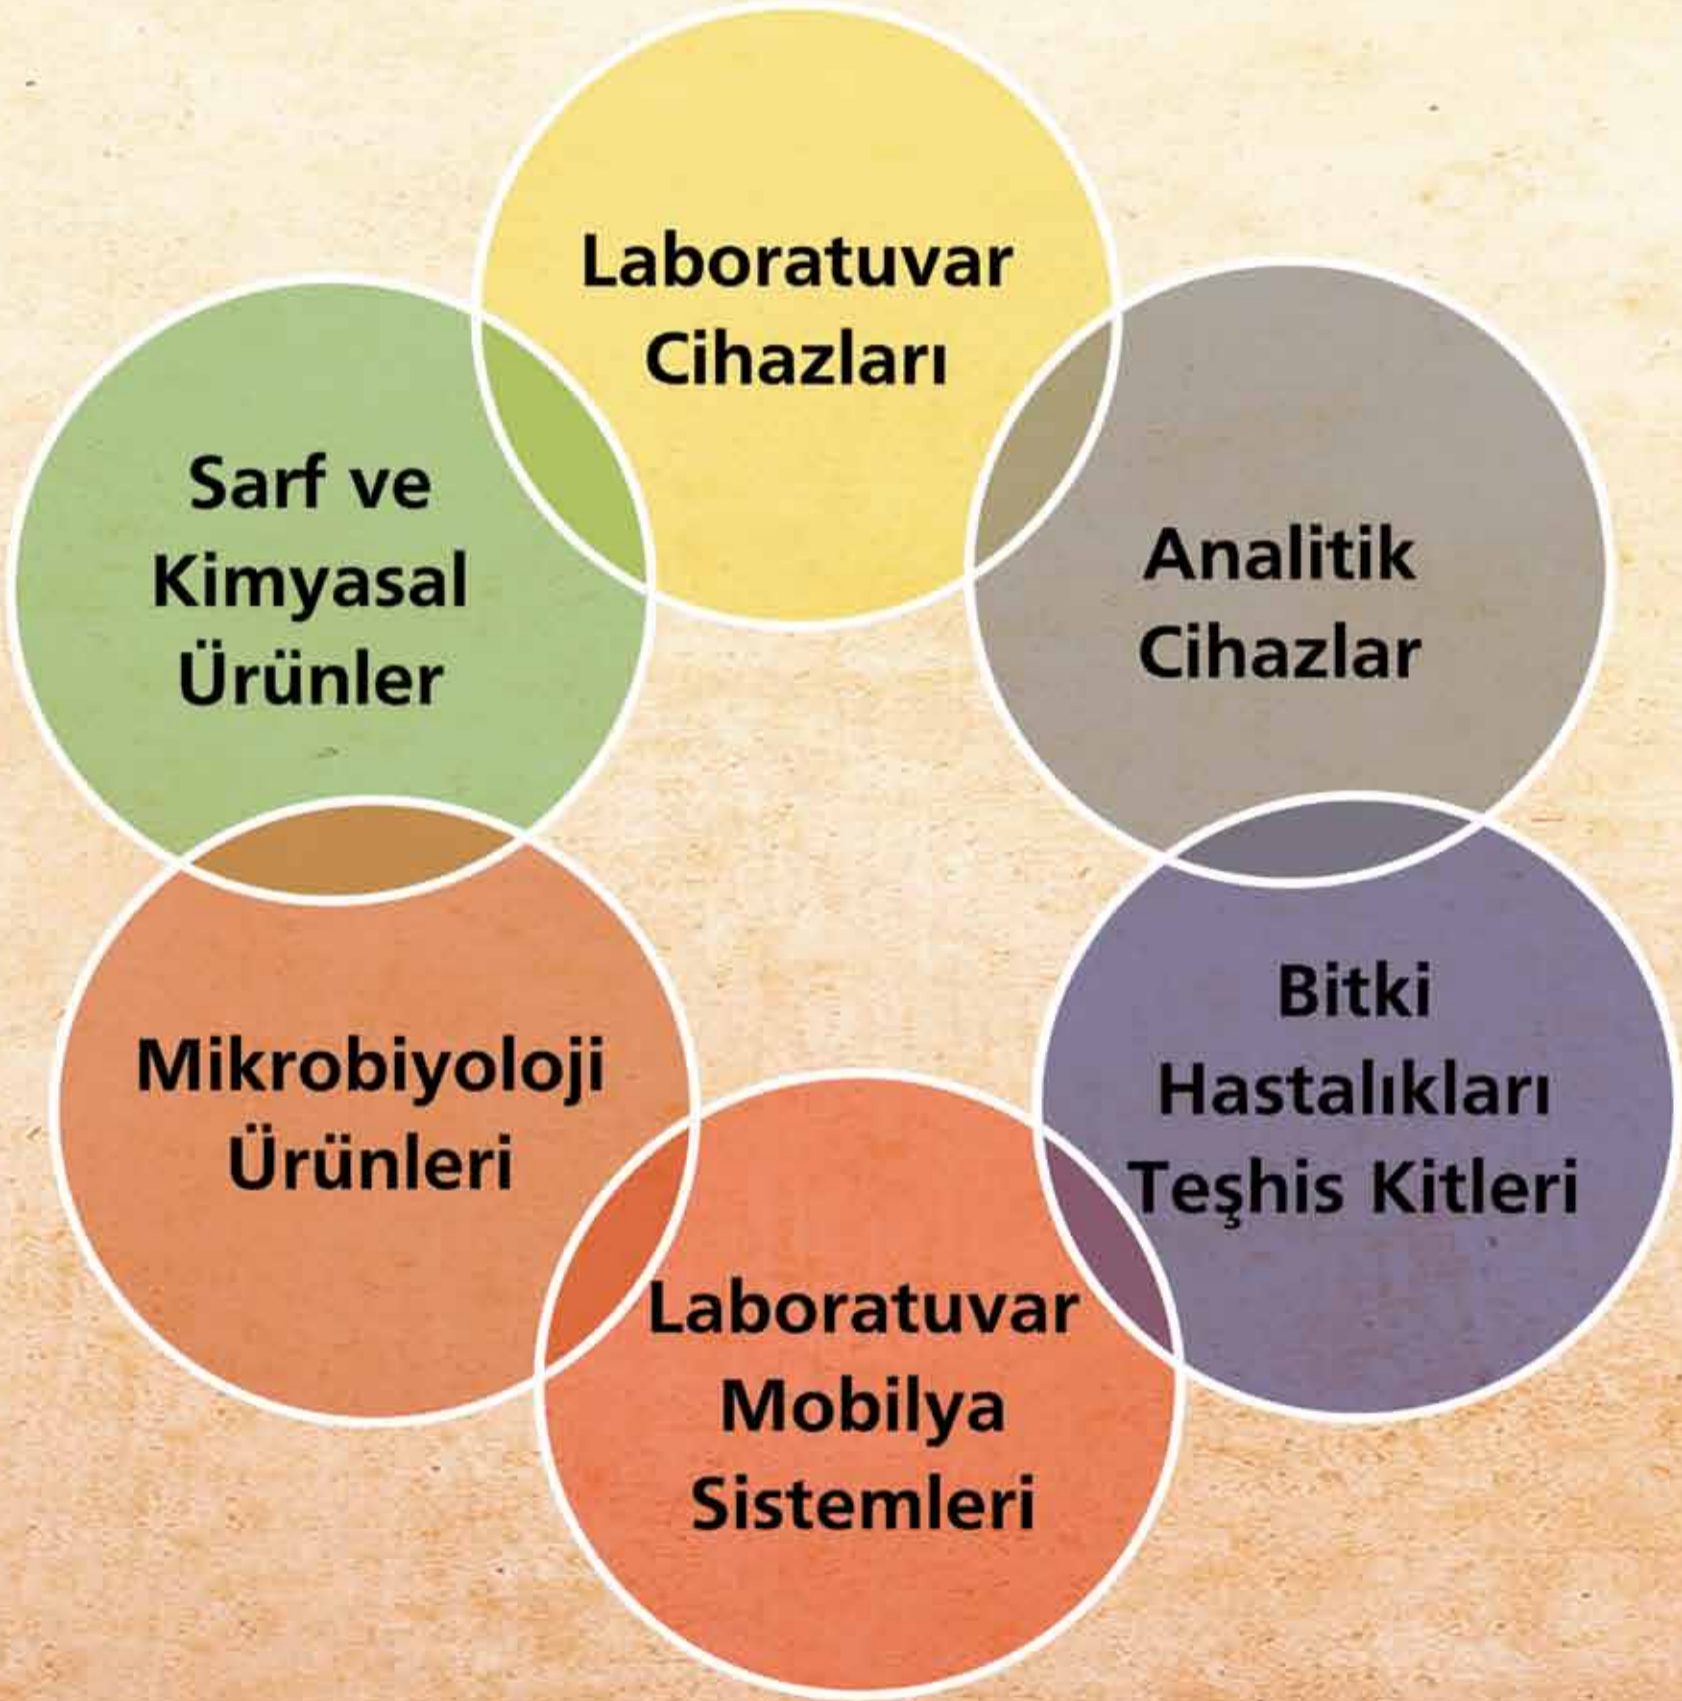 Laboratuvar
Cihazları
Analitik
Cihazlar
Bitki
Hastalıkları
Teşhis Kitleri
Laboratuvar
Mobilya
Sistemleri
Mikrobiyoloji
Ürünleri
Sarf ve
Kimyasal
Ürünler